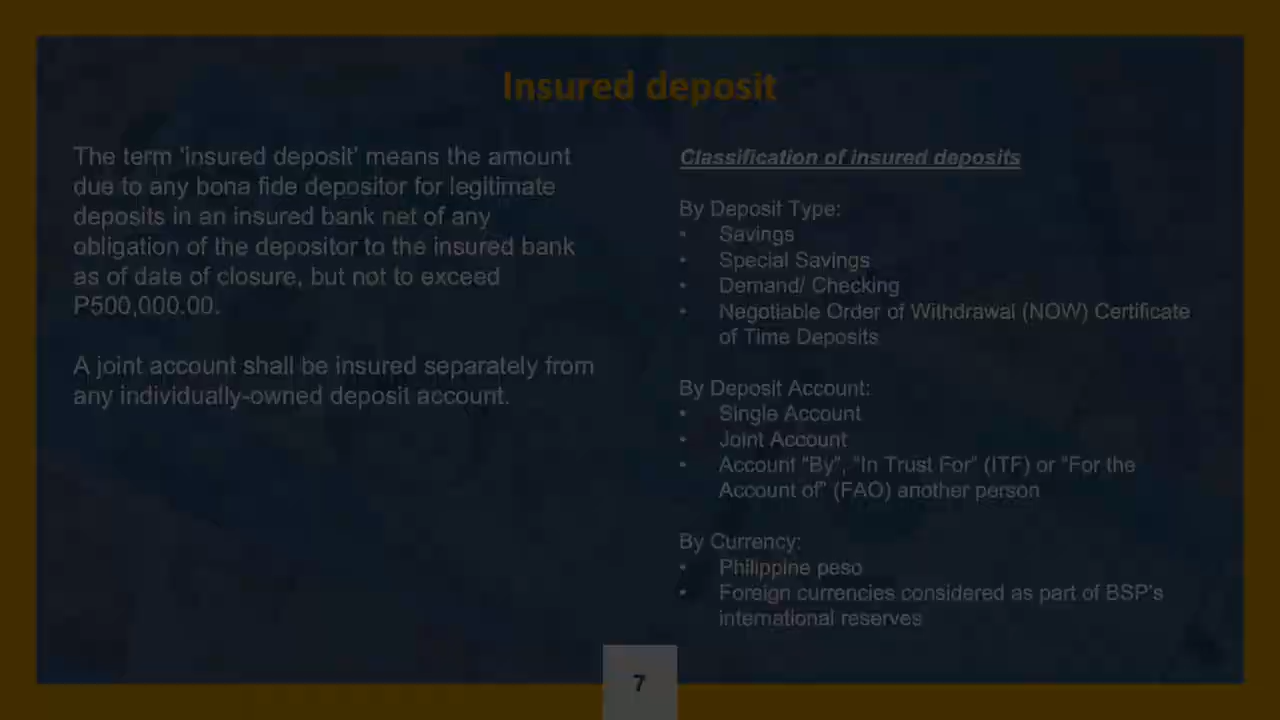 Insured deposit
The term 'insured deposit' means the amount
due to any bona fide depositor for legitimate
deposits in an insured bank net of any
obligation of the depositor to the insured bank
as of date of closure, but not to exceed
P500,000.00.
A joint account shall be insured separately from
any individually-owned deposit account.
Classification of insured deposits
By Deposit Type:
• Savings
• Special Savings
• Demand/ Checking
• Negotiable Order of Withdrawal (NOW) Certificate
of Time Deposits
By Deposit Account:
• Single Account
• Joint Account
• Account "By", "In Trust For" (ITF) or "For the
Account of" (FAO) another person
By Currency:
• Philippine peso
• Foreign currencies considered as part of BSP's
international reserves
7